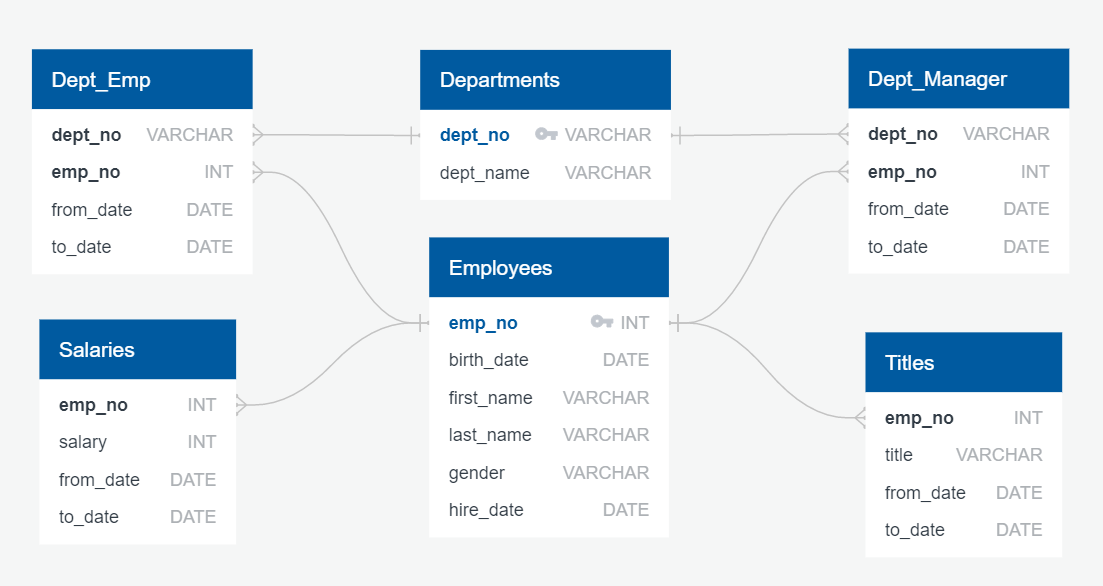 Dept_Emp
dept_no VARCHAR
emp_no INT
from_date DATE
to_date DATE
Departments
dept_no VARCHAR
dept_name VARCHAR
Dept_Manager
dept_no VARCHAR
emp_no INT
from_date DATE
to_date DATE
Employees
emp_no INT
birth_date DATE
first_name VARCHAR
last_name VARCHAR
gender VARCHAR
hire_date DATE
Salaries
emp_no INT
salary INT
from_date DATE
to_date DATE
Titles
emp_no INT
title VARCHAR
from_date DATE
to_date DATE